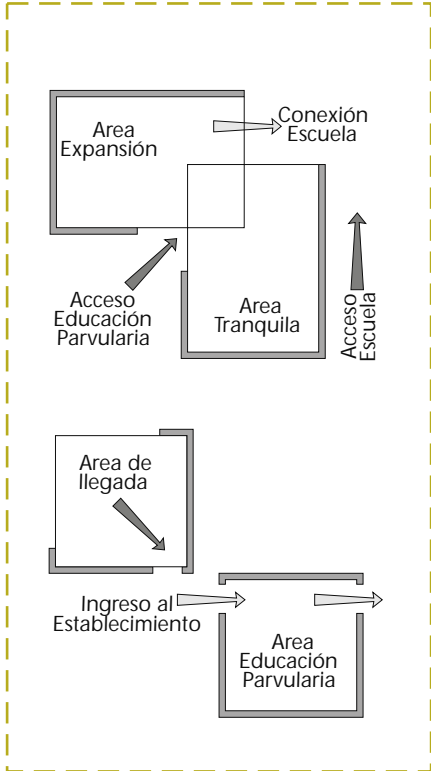 Area
Expansión
Conexión
Escuela
Acceso
Educación
Parvularia
Area
Tranquila
Acceso
Escuela
Area de
llegada
Ingreso al
Establecimiento
Area
Educación
Parvularia